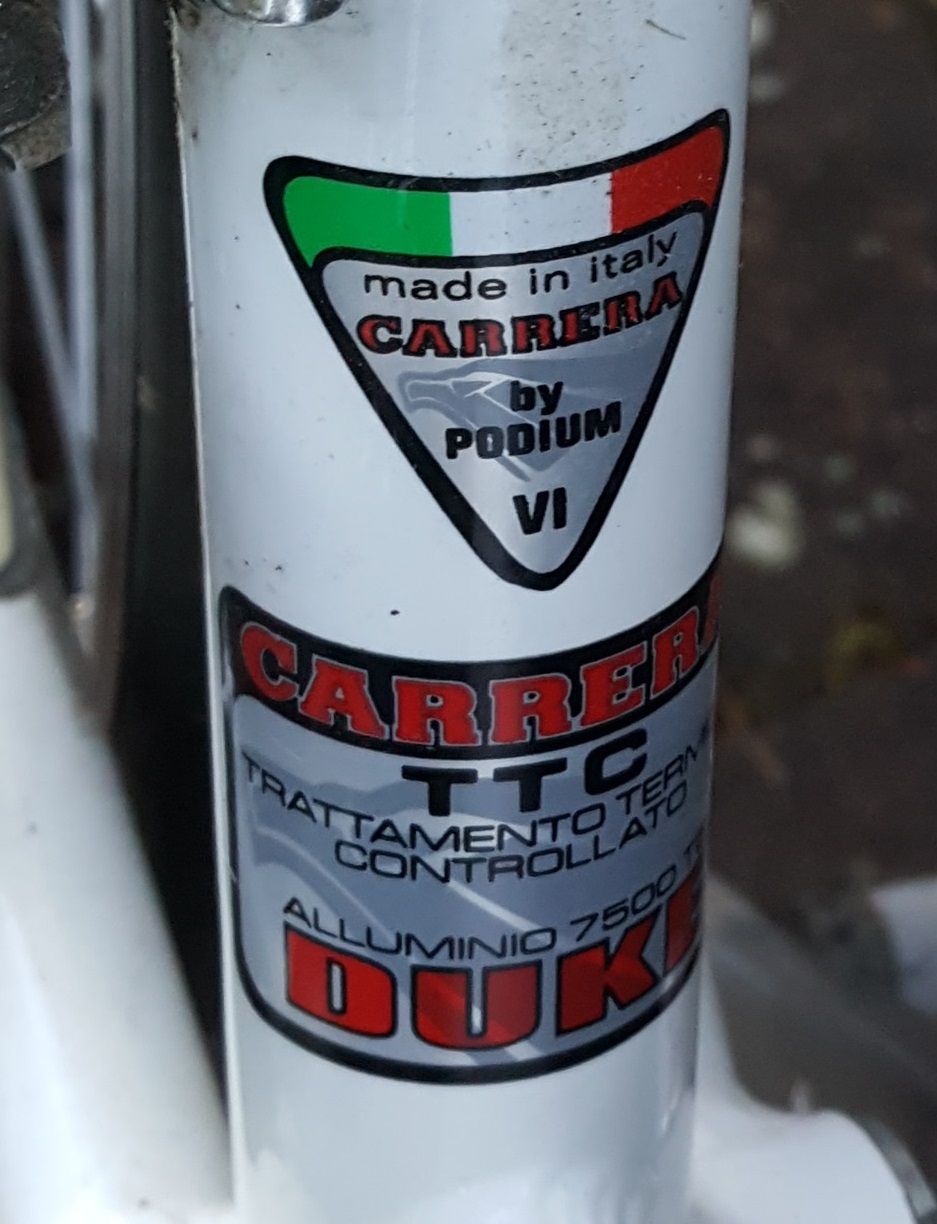 made in italy
CARRERA
by
PODIUM
VI
CARRERA
TTC
TRATTAMENTO
CONTROLLATO
ALLUMINIO 7500
DUKE